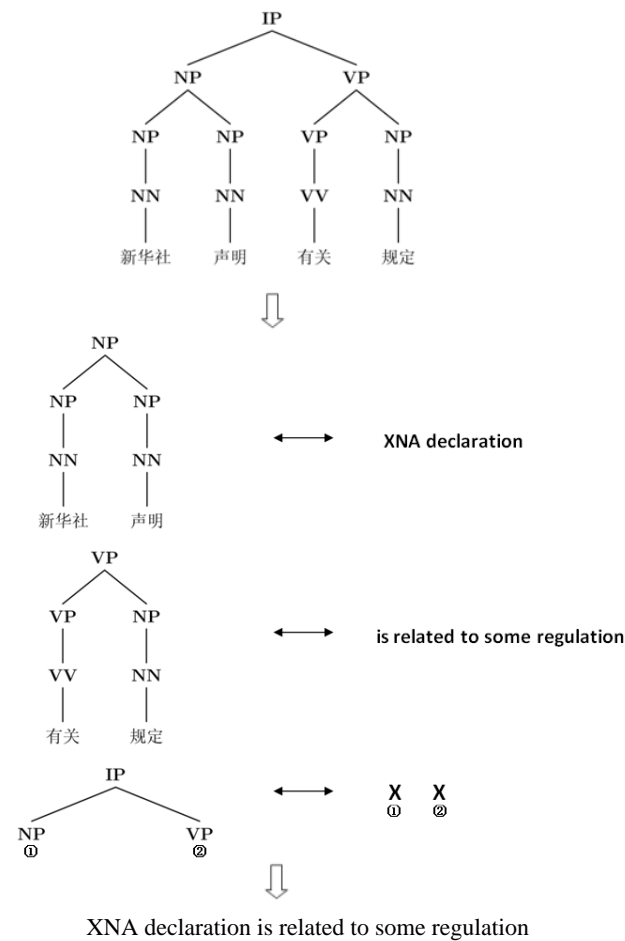 IP
NP VP
NP NP VP NP
NN NN VV NN
新华社 声明 有关 规定
NP
NP NP
NN NN
新华社 声明
XNA declaration
VP
VP NP
VV NN
有关 规定
is related to some regulation
IP
NP VP
① ②
X X
① ②
XNA declaration is related to some regulation